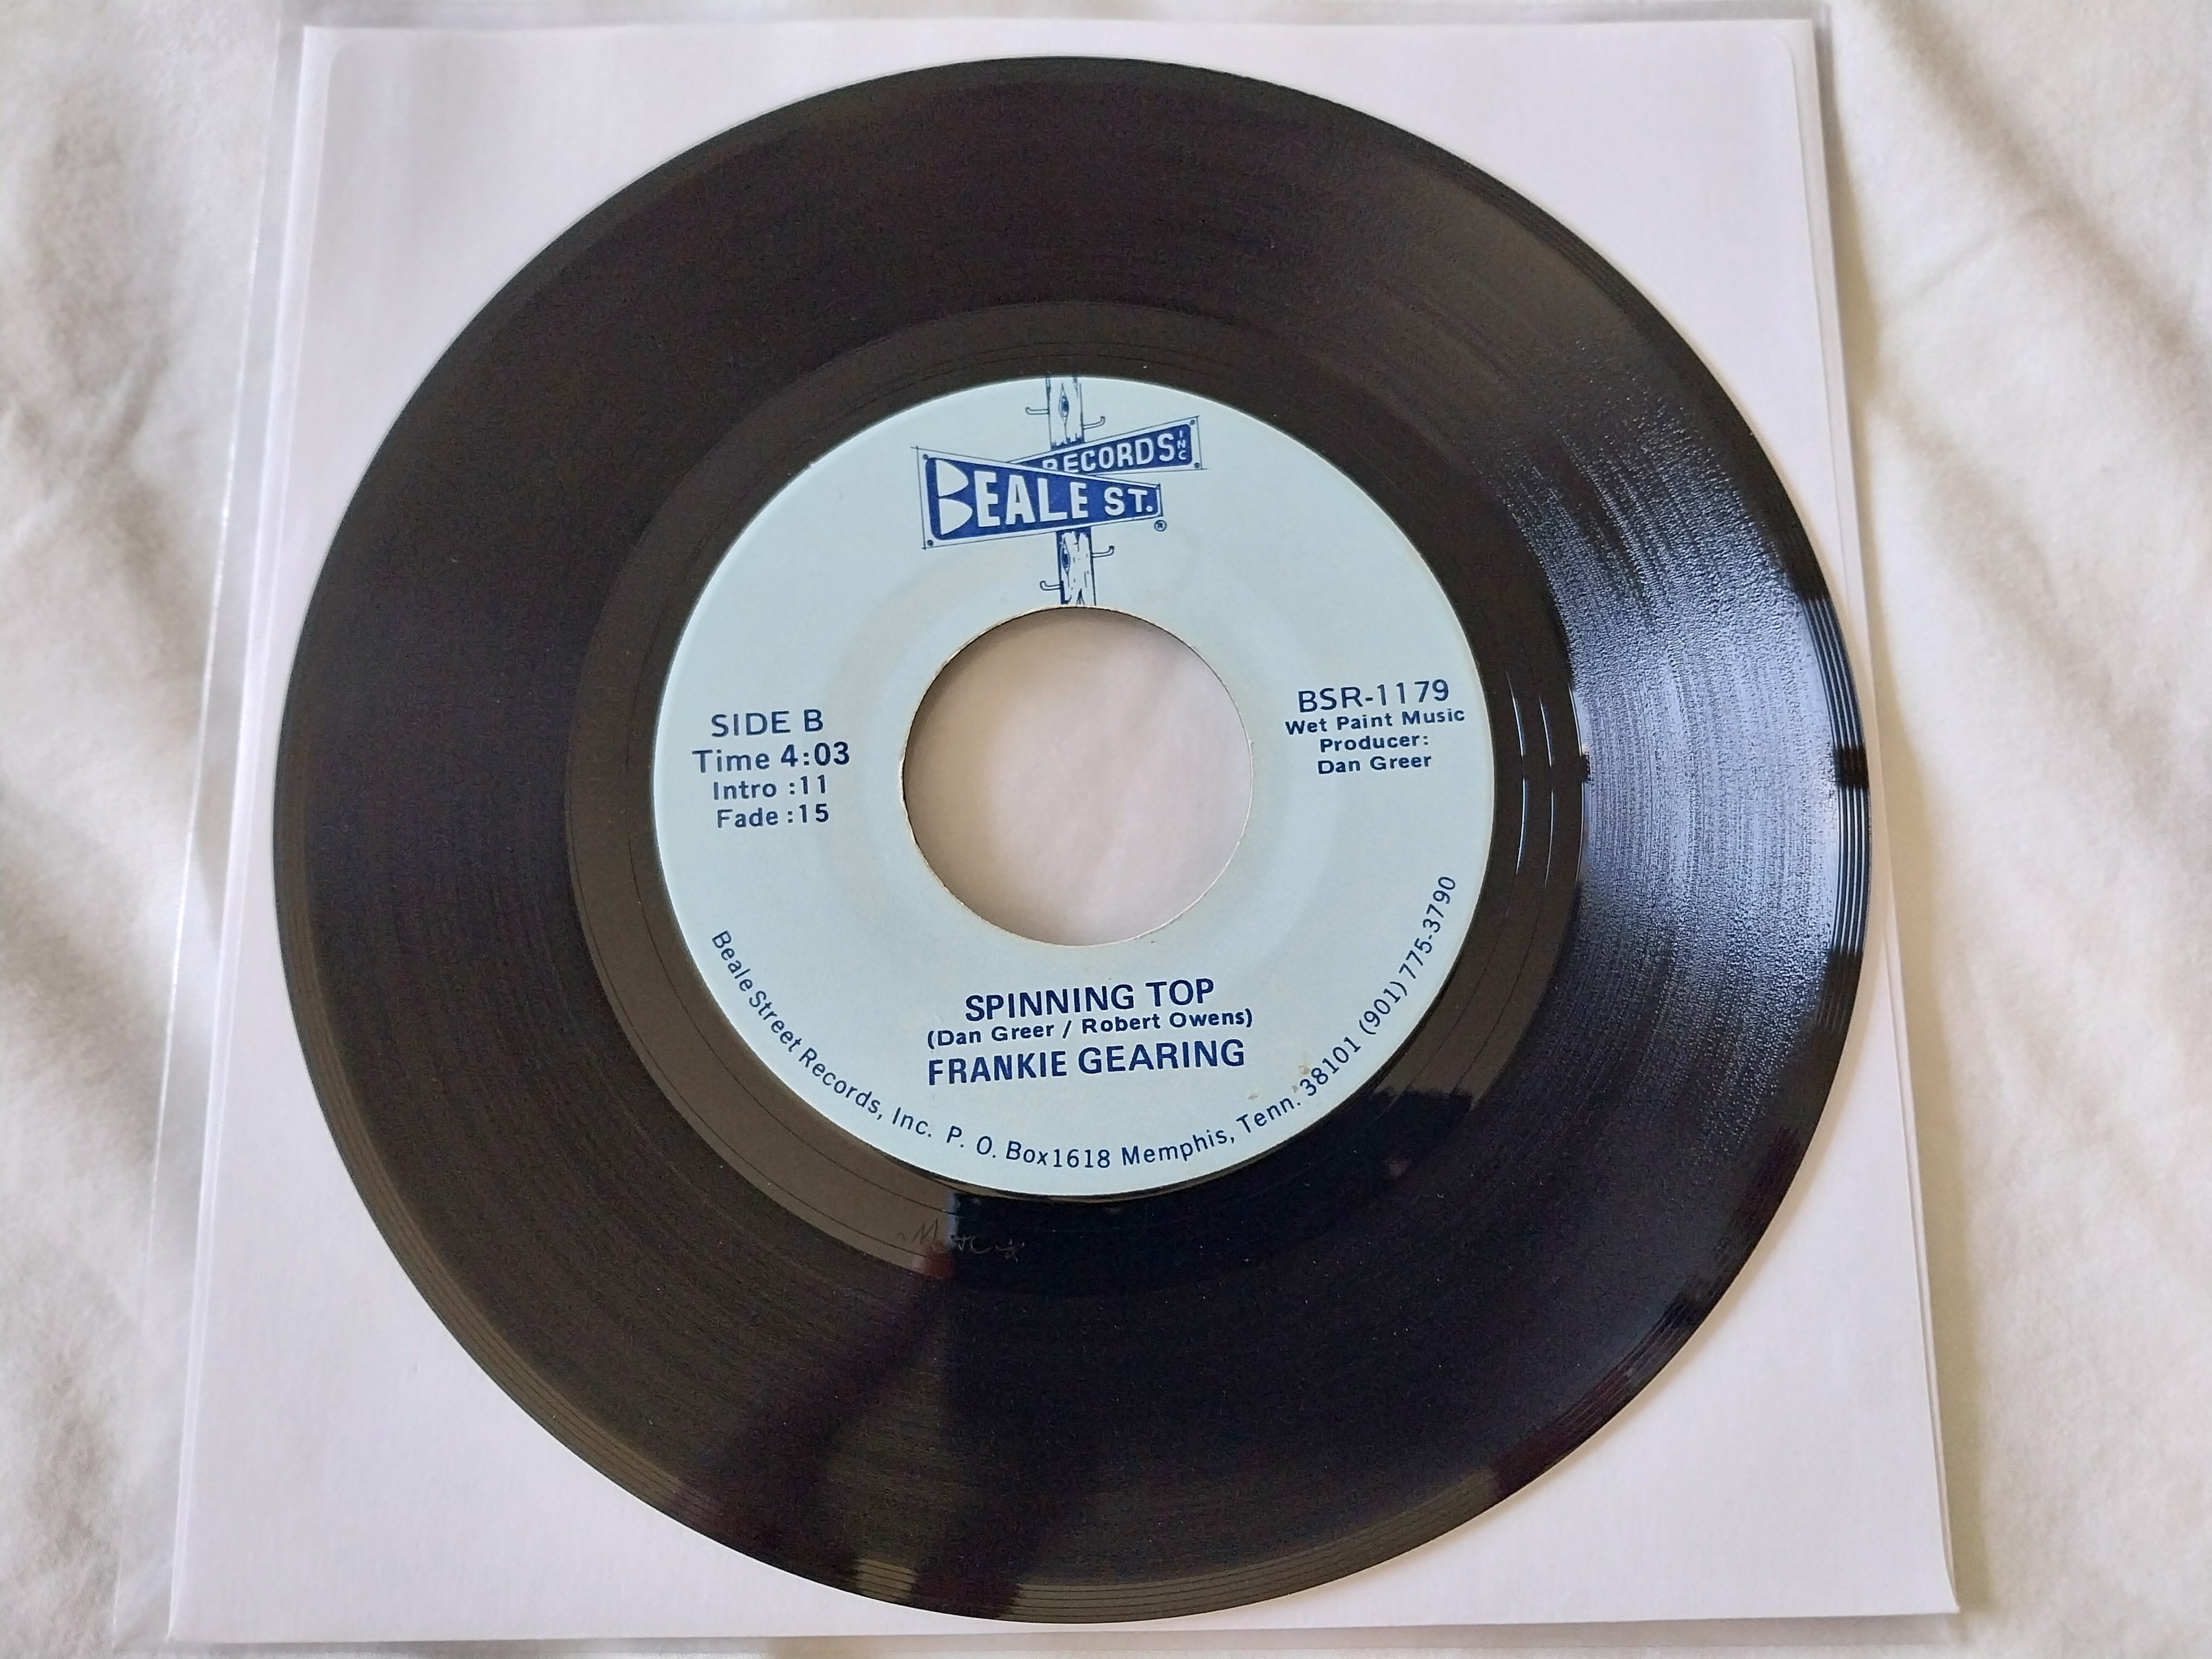 RECORDS INC
BEALE ST.®
SIDE B
Time 4:03
Intro :11
Fade :15
BSR-1179
Wet Paint Music
Producer:
Dan Greer
SPINNING TOP
(Dan Greer / Robert Owens)
FRANKIE GEARING
Beale Street Records, Inc. P. O. Box1618 Memphis, Tenn. 38101 (901) 775-3790